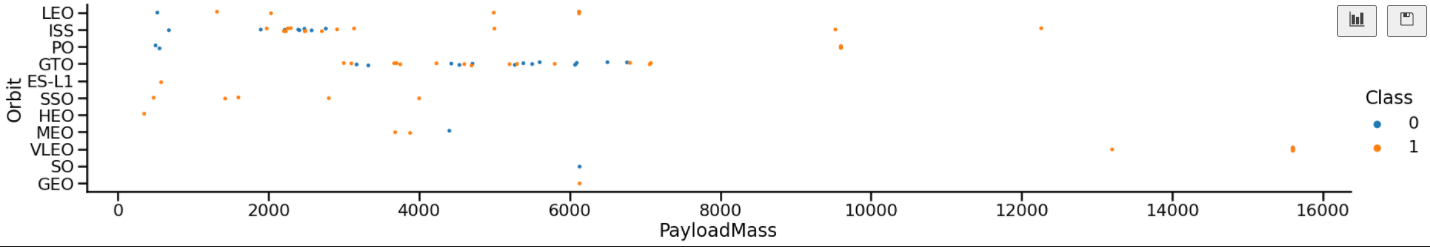 Orbit
LEO
ISS
PO
GTO
ES-L1
SSO
HEO
MEO
VLEO
SO
GEO
0 2000 4000 6000 8000 10000 12000 14000 16000
PayloadMass
Class
0
1